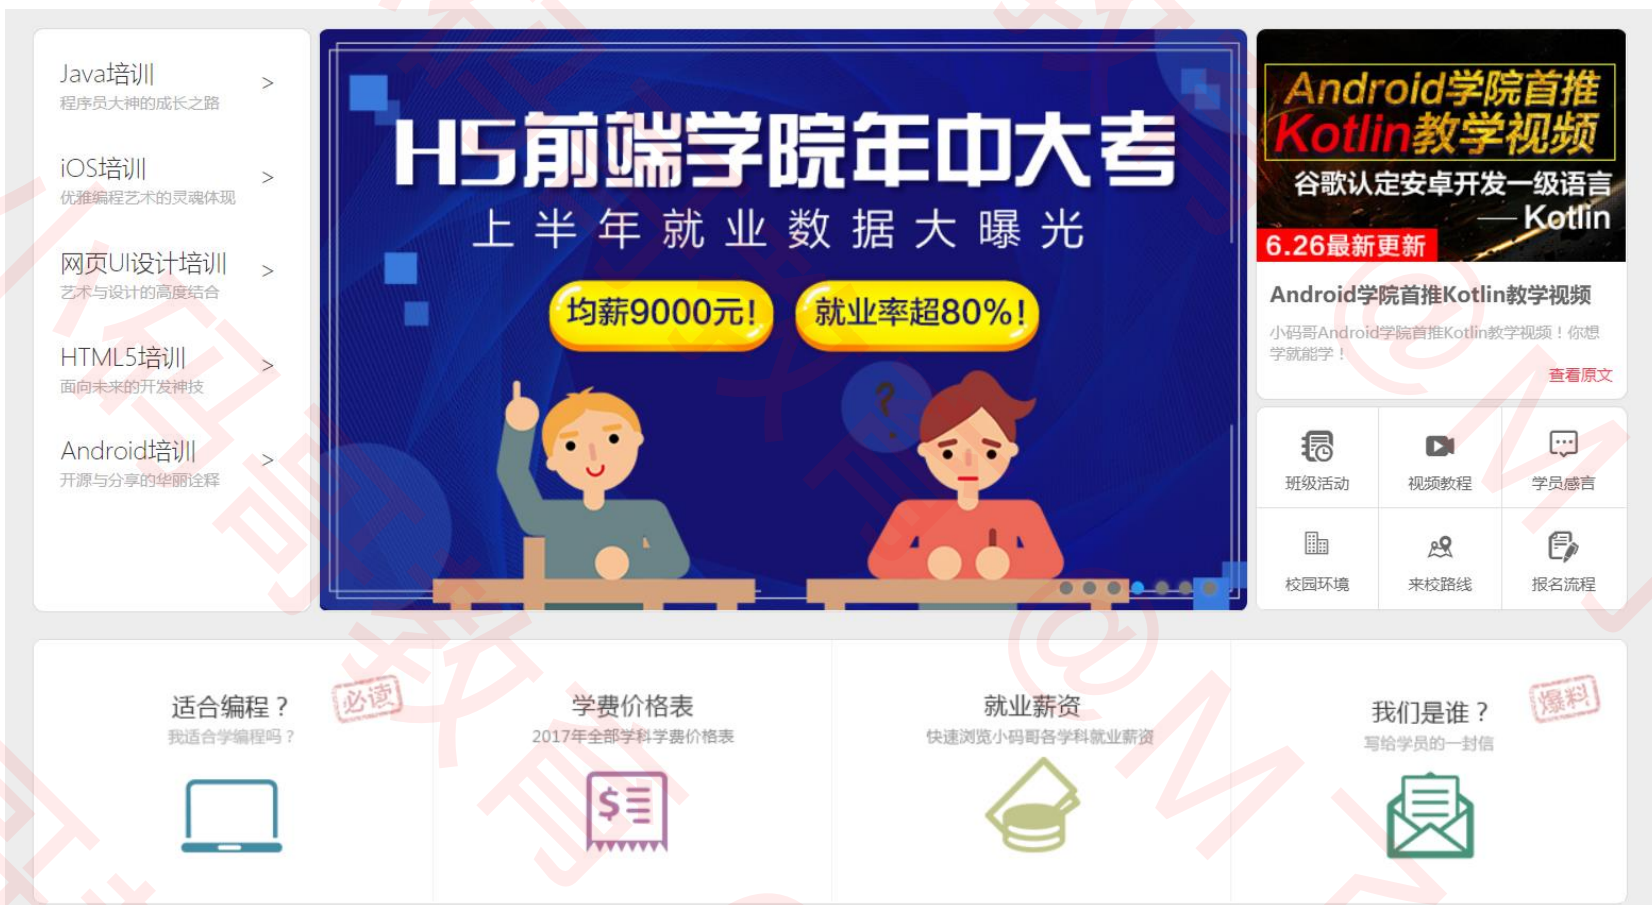 Java培训
程序员大神的成长之路
>
iOS培训
优雅编程艺术的灵魂体现
>
网页UI设计培训
艺术与设计的高度结合
>
HTML5培训
面向未来的开发神技
>
Android培训
开源与分享的华丽诠释
>
H5前端学院年中大考
上半年就业数据大曝光
均薪9000元!
就业率超80%!
?
Android学院首推
Kotlin教学视频
谷歌认定安卓开发一级语言
—— Kotlin
6.26最新更新
Android学院首推Kotlin教学视频
小码哥Android学院首推Kotlin教学视频！你想
学就能学！
查看原文
班级活动
视频教程
学员感言
校园环境
来校路线
报名流程
适合编程？
必读
我适合学编程吗？
学费价格表
2017年全部学科学费价格表
$
就业薪资
快速浏览小码哥各学科就业薪资
我们是谁？
爆料
写给学员的一封信
小码哥教育 @M